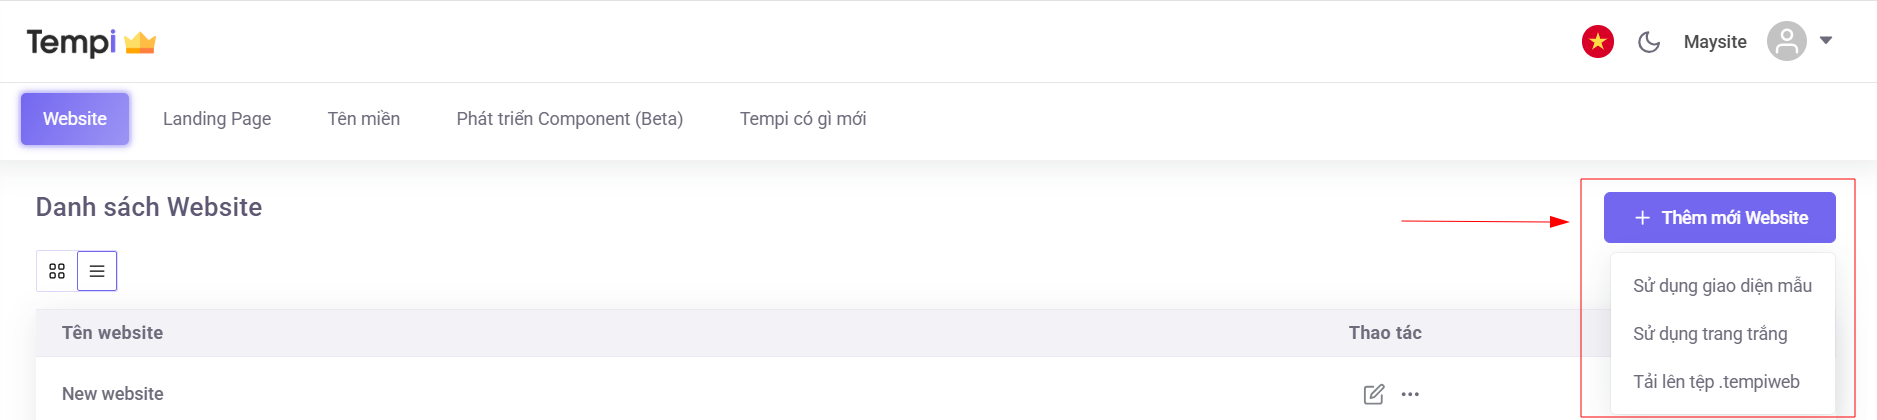 Tempi
Maysite
Website
Landing Page
Tên miền
Phát triển Component (Beta)
Tempi có gì mới
Danh sách Website
+ Thêm mới Website
Sử dụng giao diện mẫu
Sử dụng trang trắng
Tải lên tệp .tempiweb
Tên website
Thao tác
New website